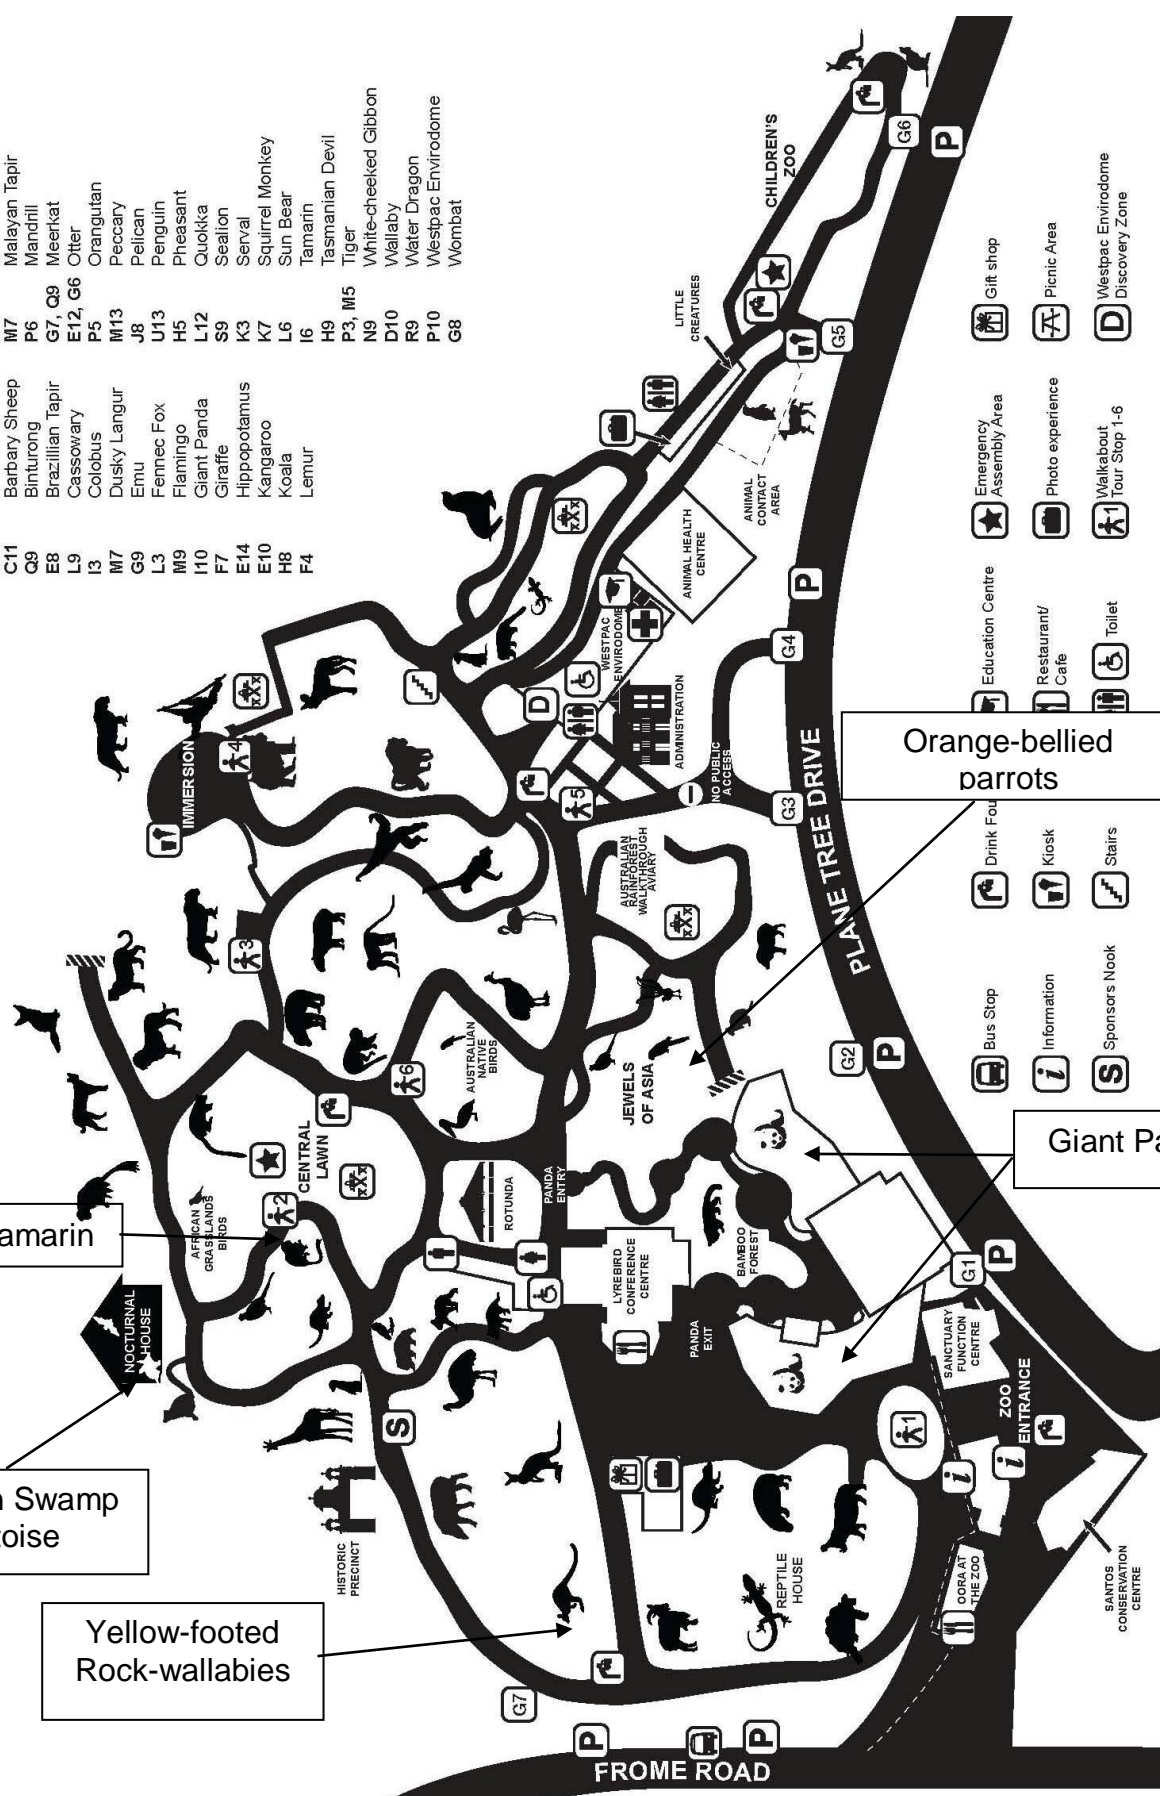 C11 Barbary Sheep
Q9 Binturong
E8 Brazillian Tapir
L9 Cassowary
I3 Colobus
M7 Dusky Langur
G9 Emu
L3 Fennec Fox
M9 Flamingo
I10 Giant Panda
F7 Giraffe
E14 Hippopotamus
E10 Kangaroo
H8 Koala
F4 Lemur
M7 Malayan Tapir
P6 Mandrill
G7, Q9 Meerkat
E12, G6 Otter
P5 Orangutan
M13 Peccary
J8 Pelican
U13 Penguin
H5 Pheasant
L12 Quokka
S9 Sealion
K3 Serval
K7 Squirrel Monkey
L6 Sun Bear
I6 Tamarin
H9 Tasmanian Devil
P3, M5 Tiger
N9 White-cheeked Gibbon
D10 Wallaby
R9 Water Dragon
P10 Westpac Envirodome
G8 Wombat
CHILDREN'S
ZOO
G6
P
LITTLE
CREATURES
G5
ANIMAL
CONTACT
AREA
ANIMAL HEALTH
CENTRE
WESTPAC
ENVIRODOME
D
ADMINISTRATION
G4
P
NO PUBLIC
ACCESS
G3
IMMERSION
4
5
3
AUSTRALIAN
RAINFOREST
WALKTHROUGH
AVIARY
PLANE TREE DRIVE
Orange-bellied
parrots
JEWELS
OF ASIA
G2
P
AUSTRALIAN
NATIVE
BIRDS
6
CENTRAL
LAWN
2
AFRICAN
GRASSLANDS
BIRDS
amarin
ROTUNDA
PANDA
ENTRY
LYREBIRD
CONFERENCE
CENTRE
BAMBOO
FOREST
PANDA
EXIT
Giant Pa
G1
P
SANCTUARY
FUNCTION
CENTRE
ZOO
ENTRANCE
1
i
i
NOCTURNAL
HOUSE
n Swamp
toise
S
HISTORIC
PRECINCT
Yellow-footed
Rock-wallabies
REPTILE
HOUSE
OORA AT
THE ZOO
SANTOS
CONSERVATION
CENTRE
G7
P
P
FROME ROAD
Bus Stop
i Information
S Sponsors Nook
Drink Fou
Kiosk
Stairs
Education Centre
Restaurant/
Cafe
Toilet
Emergency
Assembly Area
Photo experience
1 Walkabout
Tour Stop 1-6
Gift shop
Picnic Area
D Westpac Envirodome
Discovery Zone